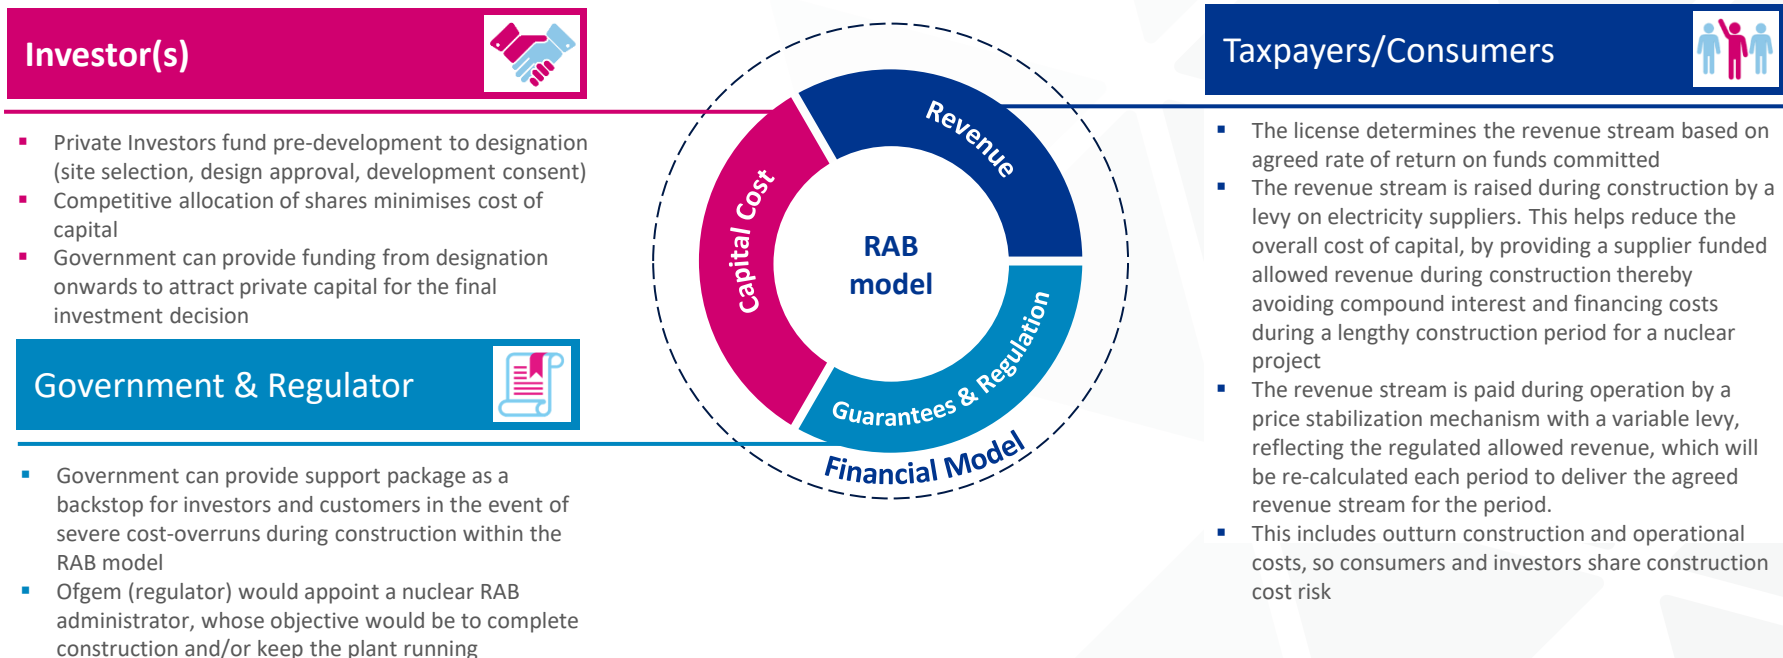 Investor(s)
▪ Private Investors fund pre-development to designation
(site selection, design approval, development consent)
▪ Competitive allocation of shares minimises cost of
capital
▪ Government can provide funding from designation
onwards to attract private capital for the final
investment decision
Government & Regulator
▪ Government can provide support package as a
backstop for investors and customers in the event of
severe cost-overruns during construction within the
RAB model
▪ Ofgem (regulator) would appoint a nuclear RAB
administrator, whose objective would be to complete
construction and/or keep the plant running
Revenue
Capital Cost
RAB
model
Guarantees & Regulation
Financial Model
Taxpayers/Consumers
▪ The license determines the revenue stream based on
agreed rate of return on funds committed
▪ The revenue stream is raised during construction by a
levy on electricity suppliers. This helps reduce the
overall cost of capital, by providing a supplier funded
allowed revenue during construction thereby
avoiding compound interest and financing costs
during a lengthy construction period for a nuclear
project
▪ The revenue stream is paid during operation by a
price stabilization mechanism with a variable levy,
reflecting the regulated allowed revenue, which will
be re-calculated each period to deliver the agreed
revenue stream for the period.
▪ This includes outturn construction and operational
costs, so consumers and investors share construction
cost risk